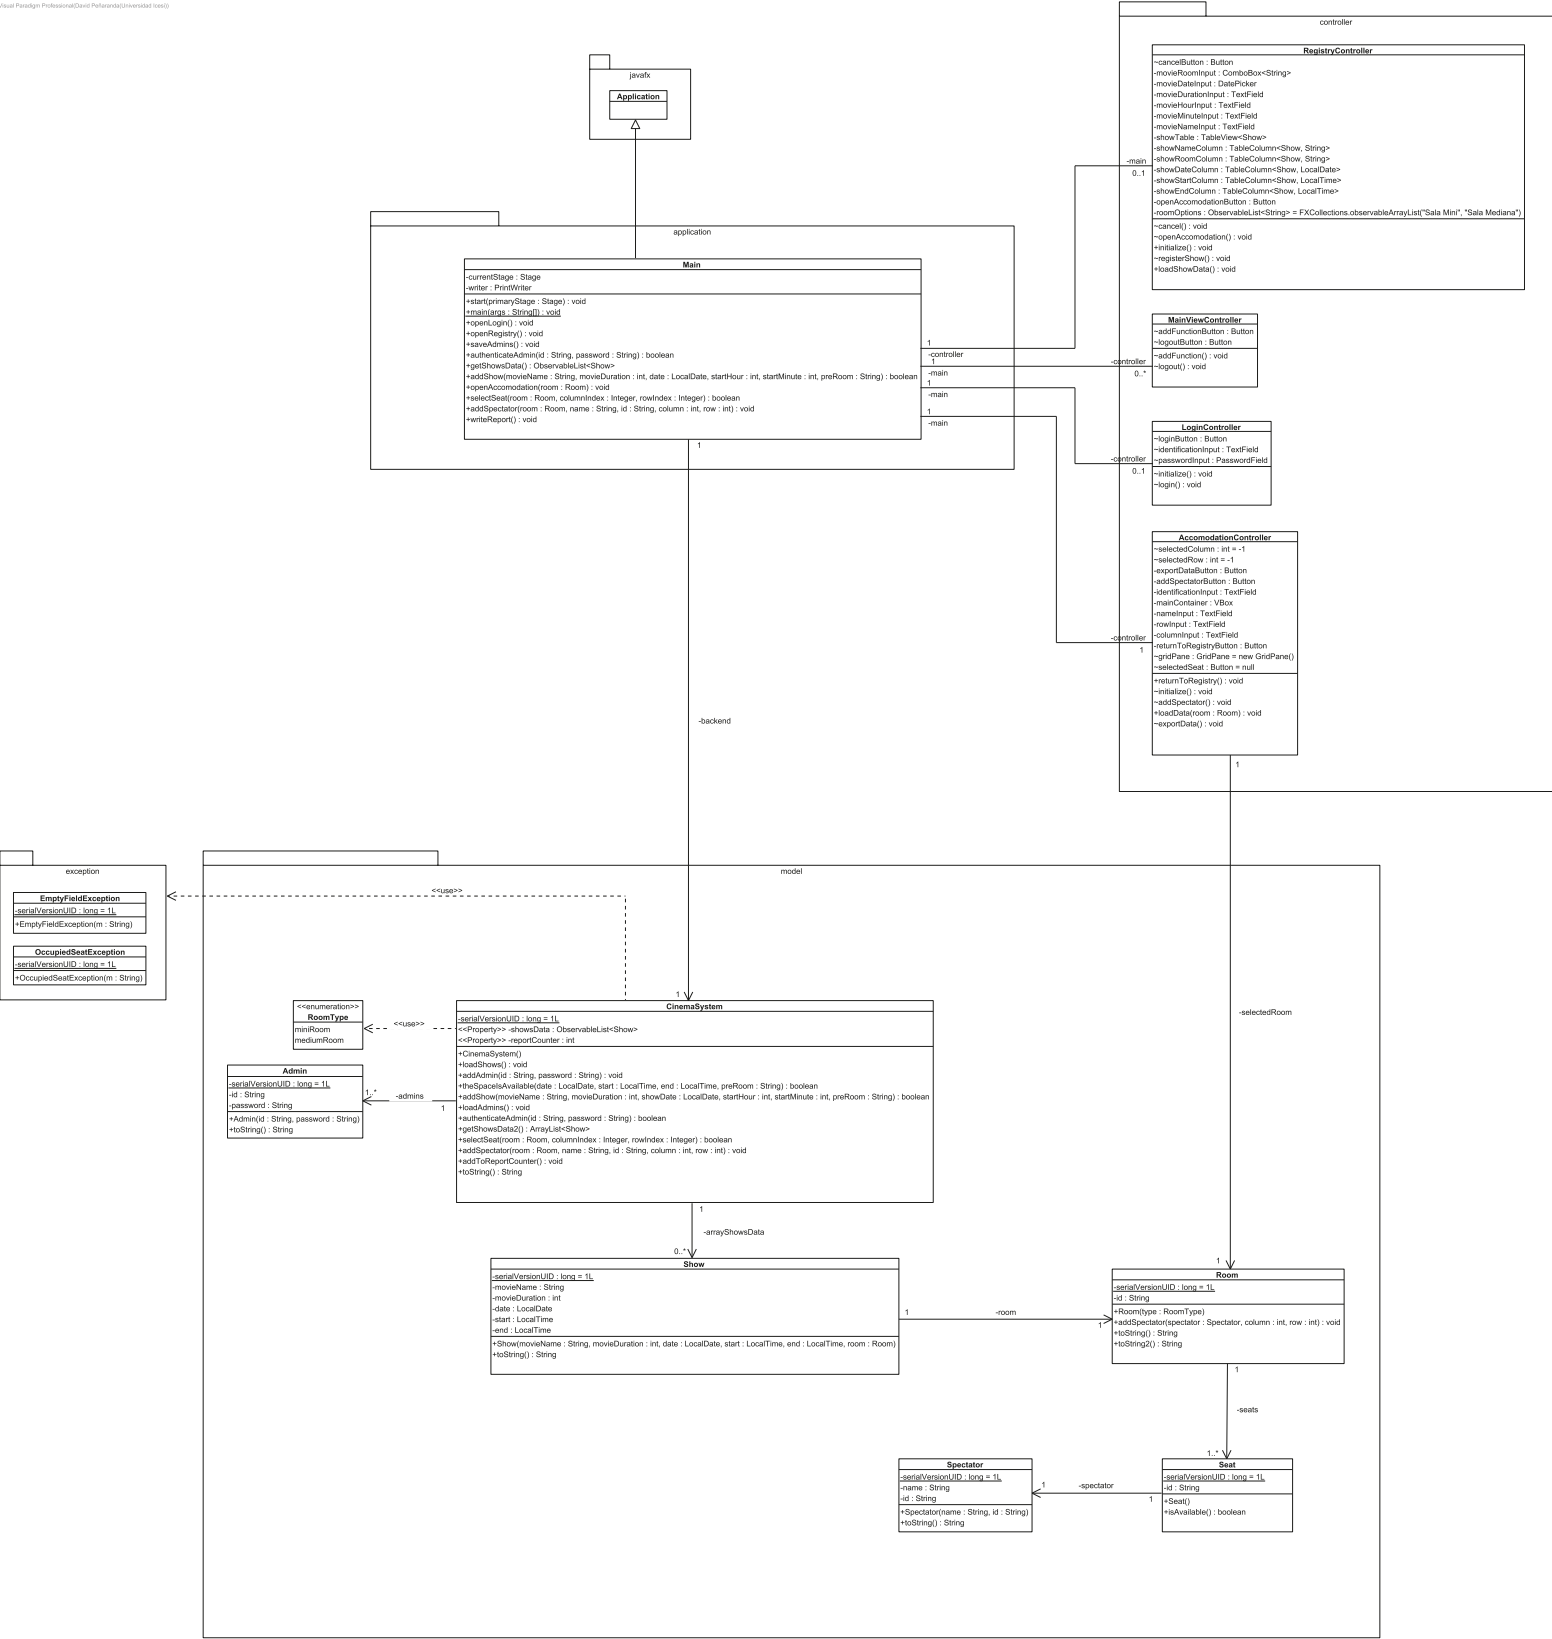 Visual Paradigm Professional(David Peñaranda(Universidad Icesi))
controller
RegistryController
~cancelButton : Button
-movieRoomInput : ComboBox<String>
-movieDateInput : DatePicker
-movieDurationInput : TextField
-movieHourInput : TextField
-movieMinuteInput : TextField
-movieNameInput : TextField
-showTable : TableView<Show>
-showNameColumn : TableColumn<Show, String>
-showRoomColumn : TableColumn<Show, String>
-showDateColumn : TableColumn<Show, LocalDate>
-showStartColumn : TableColumn<Show, LocalTime>
-showEndColumn : TableColumn<Show, LocalTime>
-openAccomodationButton : Button
-roomOptions : ObservableList<String> = FXCollections.observableArrayList("Sala Mini", "Sala Mediana")
~cancel() : void
~openAccomodation() : void
+initialize() : void
~registerShow() : void
+loadShowData() : void
javafx
Application
-main
0..1
application
Main
-currentStage : Stage
-writer : PrintWriter
+start(primaryStage : Stage) : void
+main(args : String[]) : void
+openLogin() : void
+openRegistry() : void
+saveAdmins() : void
+authenticateAdmin(id : String, password : String) : boolean
+getShowsData() : ObservableList<Show>
+addShow(movieName : String, movieDuration : int, date : LocalDate, startHour : int, startMinute : int, preRoom : String) : boolean
+openAccomodation(room : Room) : void
+selectSeat(room : Room, columnIndex : Integer, rowIndex : Integer) : boolean
+addSpectator(room : Room, name : String, id : String, column : int, row : int) : void
+writeReport() : void
1
-controller
1
-main
1
-main
1
-main
1
MainViewController
~addFunctionButton : Button
~logoutButton : Button
~addFunction() : void
~logout() : void
-controller
0..*
LoginController
~loginButton : Button
~identificationInput : TextField
~passwordInput : PasswordField
~initialize() : void
~login() : void
-controller
0..1
AccomodationController
~selectedColumn : int = -1
~selectedRow : int = -1
-exportDataButton : Button
-addSpectatorButton : Button
-identificationInput : TextField
-mainContainer : VBox
-nameInput : TextField
-rowInput : TextField
-columnInput : TextField
-returnToRegistryButton : Button
~gridPane : GridPane = new GridPane()
~selectedSeat : Button = null
+returnToRegistry() : void
~initialize() : void
~addSpectator() : void
+loadData(room : Room) : void
~exportData() : void
-controller
1
1
-backend
exception
EmptyFieldException
-serialVersionUID : long = 1L
+EmptyFieldException(m : String)
OccupiedSeatException
-serialVersionUID : long = 1L
+OccupiedSeatException(m : String)
model
<<use>>
1
<<enumeration>>
RoomType
miniRoom
mediumRoom
<<use>>
CinemaSystem
-serialVersionUID : long = 1L
<<Property>> -showsData : ObservableList<Show>
<<Property>> -reportCounter : int
+CinemaSystem()
+loadShows() : void
+addAdmin(id : String, password : String) : void
+theSpaceIsAvailable(date : LocalDate, start : LocalTime, end : LocalTime, preRoom : String) : boolean
+addShow(movieName : String, movieDuration : int, showDate : LocalDate, startHour : int, startMinute : int, preRoom : String) : boolean
+loadAdmins() : void
+authenticateAdmin(id : String, password : String) : boolean
+getShowsData2() : ArrayList<Show>
+selectSeat(room : Room, columnIndex : Integer, rowIndex : Integer) : boolean
+addSpectator(room : Room, name : String, id : String, column : int, row : int) : void
+addToReportCounter() : void
+toString() : String
Admin
-serialVersionUID : long = 1L
-id : String
-password : String
+Admin(id : String, password : String)
+toString() : String
1..*
-admins
1
-selectedRoom
1
-arrayShowsData
0..*
Show
-serialVersionUID : long = 1L
-movieName : String
-movieDuration : int
-date : LocalDate
-start : LocalTime
-end : LocalTime
+Show(movieName : String, movieDuration : int, date : LocalDate, start : LocalTime, end : LocalTime, room : Room)
+toString() : String
1
-room
1
1
Room
-serialVersionUID : long = 1L
-id : String
+Room(type : RoomType)
+addSpectator(spectator : Spectator, column : int, row : int) : void
+toString() : String
+toString2() : String
1
-seats
1..*
Spectator
-serialVersionUID : long = 1L
-name : String
-id : String
+Spectator(name : String, id : String)
+toString() : String
1
-spectator
1
Seat
-serialVersionUID : long = 1L
-id : String
+Seat()
+isAvailable() : boolean